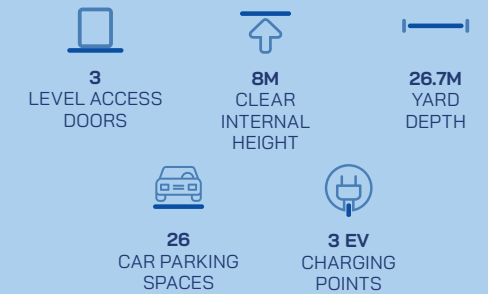 3
LEVEL ACCESS
DOORS
8M
CLEAR
INTERNAL
HEIGHT
26.7M
YARD
DEPTH
26
CAR PARKING
SPACES
3 EV
CHARGING
POINTS